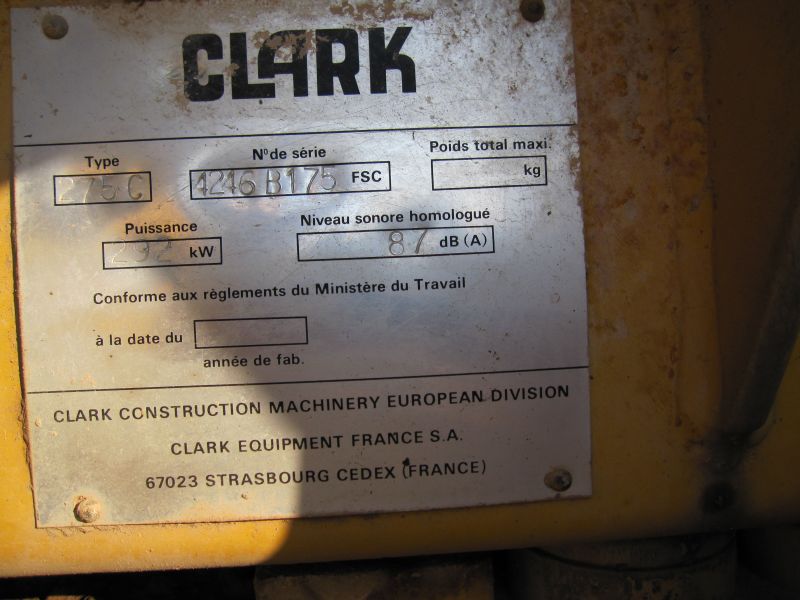 CLARK
Type N° de série Poids total maxi.
275 C 4246 B175 FSC kg
Puissance Niveau sonore homologué
292 kW 87 dB (A)
Conforme aux règlements du Ministère du Travail
à la date du
année de fab.
CLARK CONSTRUCTION MACHINERY EUROPEAN DIVISION
CLARK EQUIPMENT FRANCE S.A.
67023 STRASBOURG CEDEX (FRANCE)